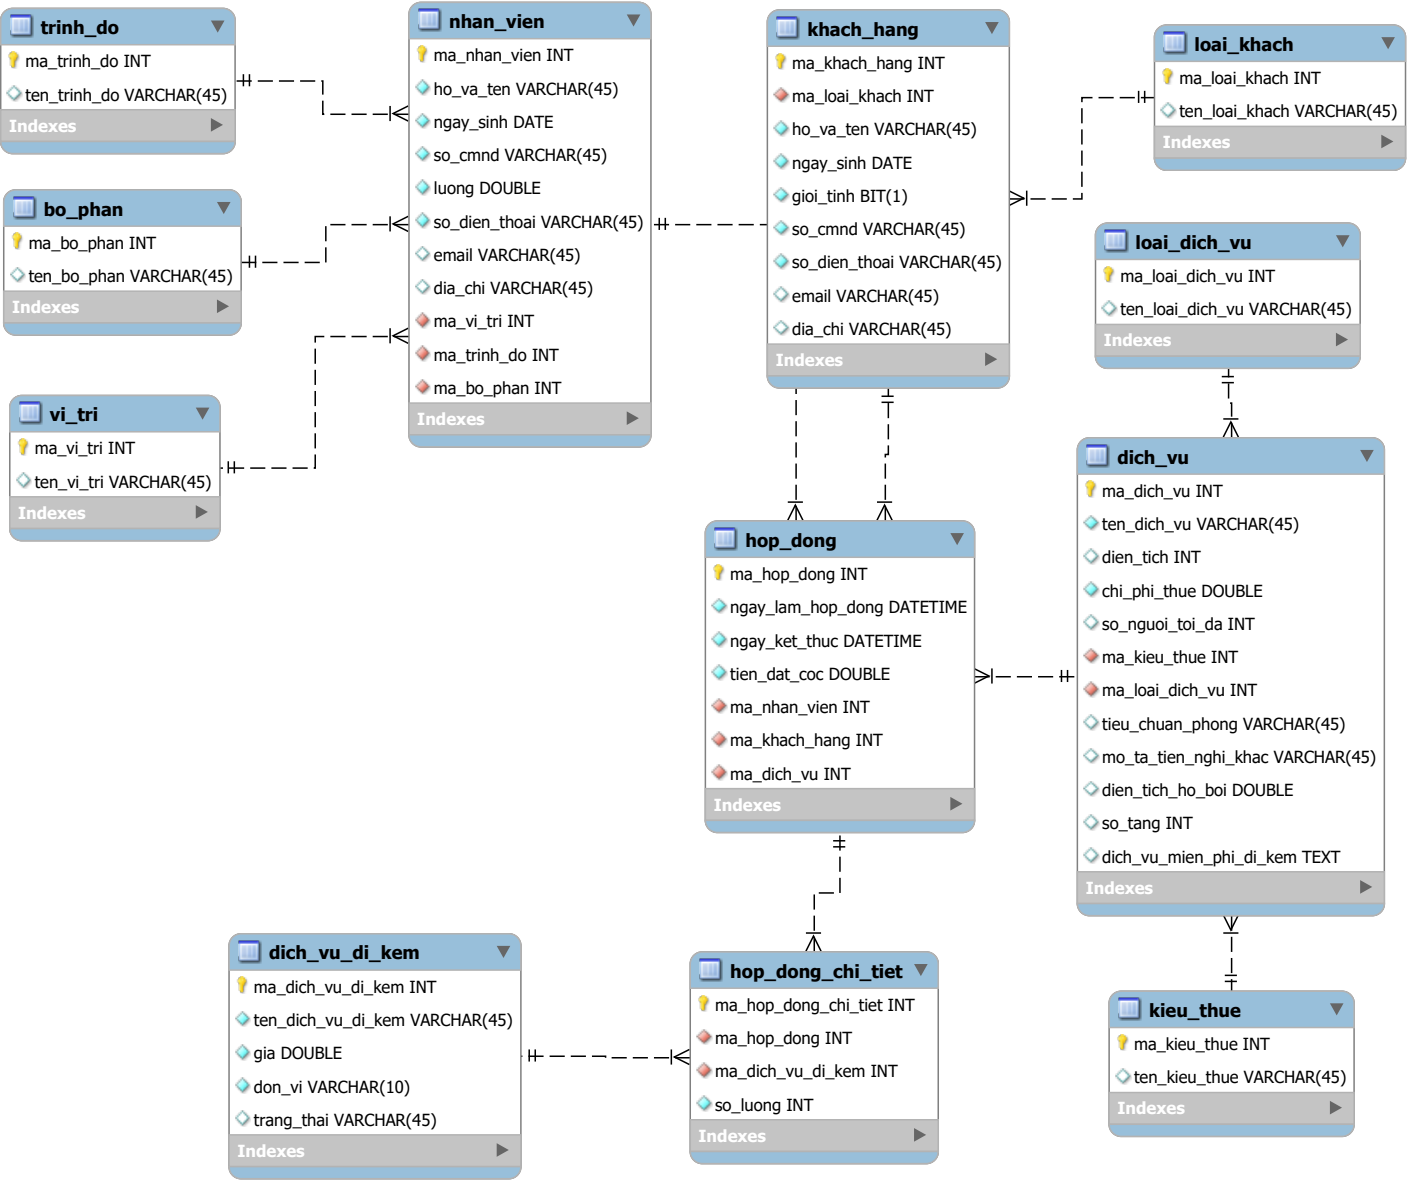 trinh_do
ma_trinh_do INT
ten_trinh_do VARCHAR(45)
Indexes
bo_phan
ma_bo_phan INT
ten_bo_phan VARCHAR(45)
Indexes
vi_tri
ma_vi_tri INT
ten_vi_tri VARCHAR(45)
Indexes
nhan_vien
ma_nhan_vien INT
ho_va_ten VARCHAR(45)
ngay_sinh DATE
so_cmnd VARCHAR(45)
luong DOUBLE
so_dien_thoai VARCHAR(45)
email VARCHAR(45)
dia_chi VARCHAR(45)
ma_vi_tri INT
ma_trinh_do INT
ma_bo_phan INT
Indexes
khach_hang
ma_khach_hang INT
ma_loai_khach INT
ho_va_ten VARCHAR(45)
ngay_sinh DATE
gioi_tinh BIT(1)
so_cmnd VARCHAR(45)
so_dien_thoai VARCHAR(45)
email VARCHAR(45)
dia_chi VARCHAR(45)
Indexes
loai_khach
ma_loai_khach INT
ten_loai_khach VARCHAR(45)
Indexes
loai_dich_vu
ma_loai_dich_vu INT
ten_loai_dich_vu VARCHAR(45)
Indexes
dich_vu
ma_dich_vu INT
ten_dich_vu VARCHAR(45)
dien_tich INT
chi_phi_thue DOUBLE
so_nguoi_toi_da INT
ma_kieu_thue INT
ma_loai_dich_vu INT
tieu_chuan_phong VARCHAR(45)
mo_ta_tien_nghi_khac VARCHAR(45)
dien_tich_ho_boi DOUBLE
so_tang INT
dich_vu_mien_phi_di_kem TEXT
Indexes
hop_dong
ma_hop_dong INT
ngay_lam_hop_dong DATETIME
ngay_ket_thuc DATETIME
tien_dat_coc DOUBLE
ma_nhan_vien INT
ma_khach_hang INT
ma_dich_vu INT
Indexes
dich_vu_di_kem
ma_dich_vu_di_kem INT
ten_dich_vu_di_kem VARCHAR(45)
gia DOUBLE
don_vi VARCHAR(10)
trang_thai VARCHAR(45)
Indexes
hop_dong_chi_tiet
ma_hop_dong_chi_tiet INT
ma_hop_dong INT
ma_dich_vu_di_kem INT
so_luong INT
Indexes
kieu_thue
ma_kieu_thue INT
ten_kieu_thue VARCHAR(45)
Indexes